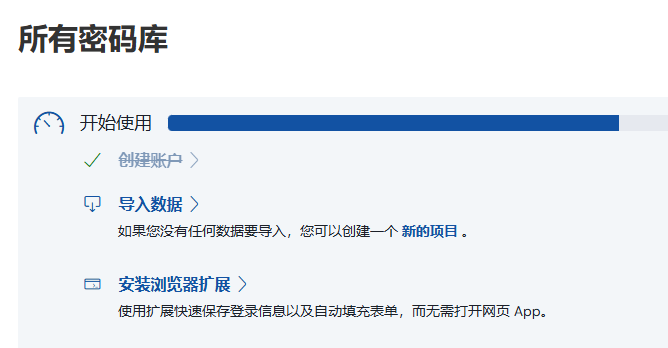 所有密码库
开始使用
创建账户
导入数据
如果您没有任何数据要导入，您可以创建一个 新的项目 。
安装浏览器扩展
使用扩展快速保存登录信息以及自动填充表单，而无需打开网页 App。